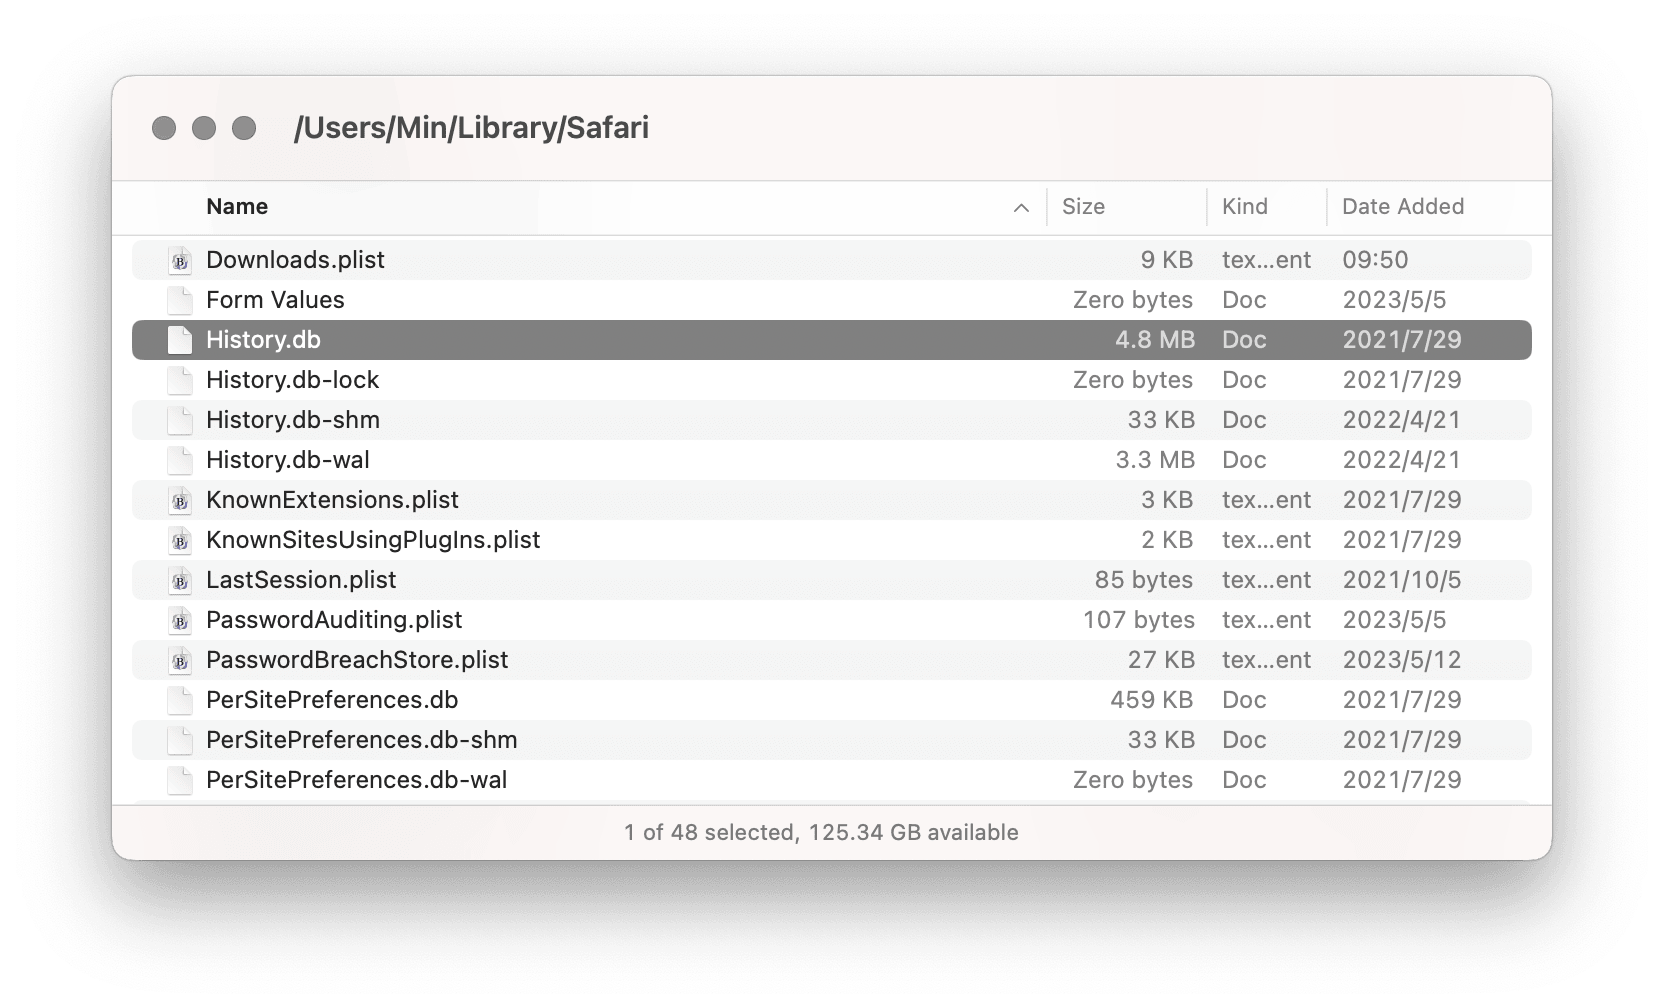 /Users/Min/Library/Safari
Name Size Kind Date Added
Downloads.plist 9 KB tex...ent 09:50
Form Values Zero bytes Doc 2023/5/5
History.db 4.8 MB Doc 2021/7/29
History.db-lock Zero bytes Doc 2021/7/29
History.db-shm 33 KB Doc 2022/4/21
History.db-wal 3.3 MB Doc 2022/4/21
KnownExtensions.plist 3 KB tex...ent 2021/7/29
KnownSitesUsingPlugIns.plist 2 KB tex...ent 2021/7/29
LastSession.plist 85 bytes tex...ent 2021/10/5
PasswordAuditing.plist 107 bytes tex...ent 2023/5/5
PasswordBreachStore.plist 27 KB tex...ent 2023/5/12
PerSitePreferences.db 459 KB Doc 2021/7/29
PerSitePreferences.db-shm 33 KB Doc 2021/7/29
PerSitePreferences.db-wal Zero bytes Doc 2021/7/29
1 of 48 selected, 125.34 GB available